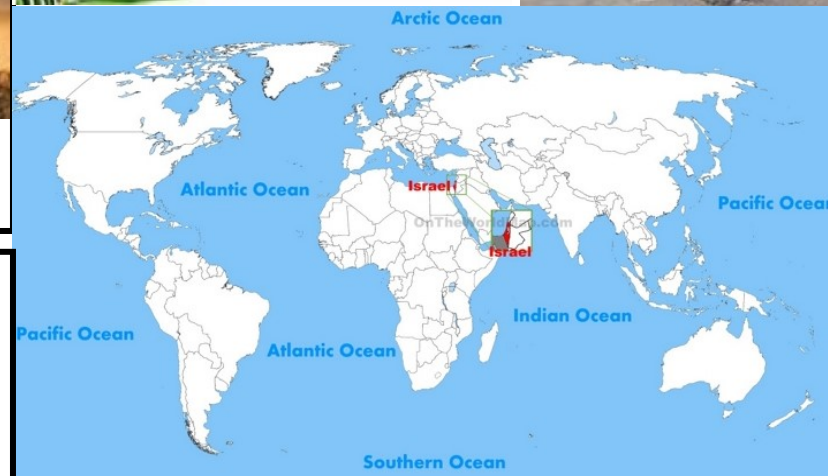 Arctic Ocean
Atlantic Ocean
Israel
Pacific Ocean
OnTheWorldMap.com
Israel
Pacific Ocean
Indian Ocean
Atlantic Ocean
Southern Ocean